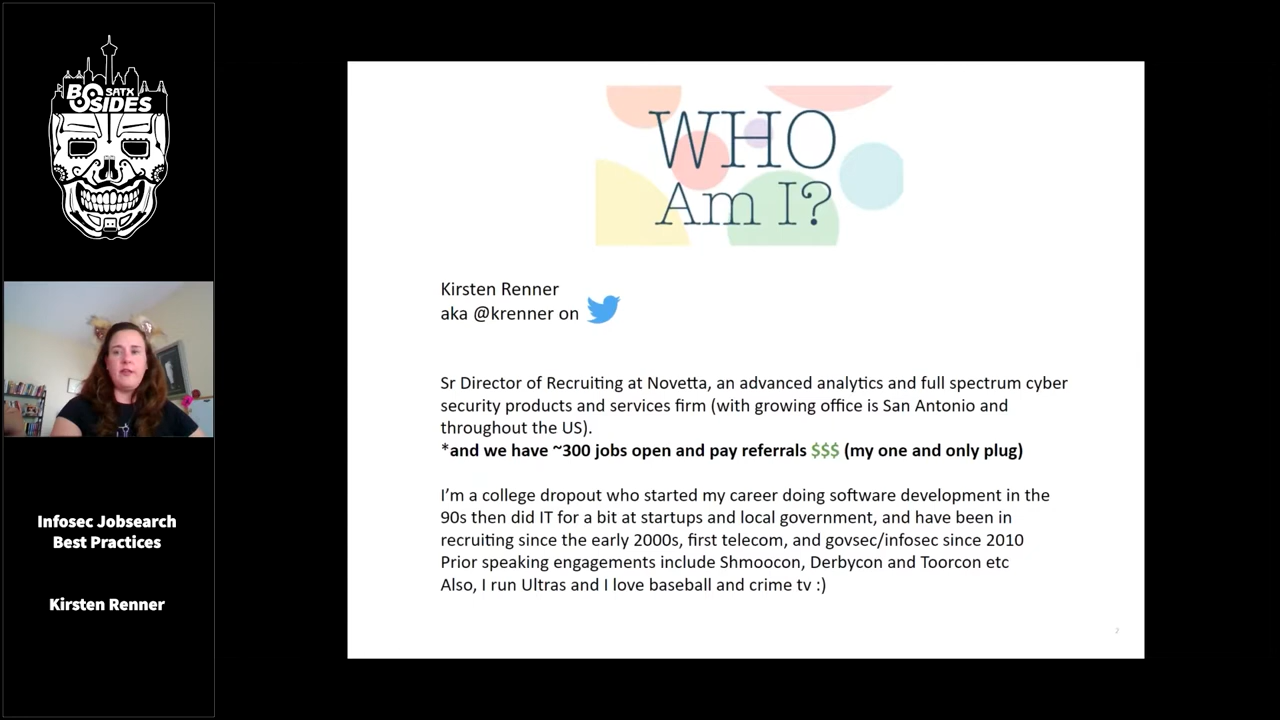 BSIDES SATX
Infosec Jobsearch
Best Practices
Kirsten Renner
WHO
Am I?
Kirsten Renner
aka @krenner on
Sr Director of Recruiting at Novetta, an advanced analytics and full spectrum cyber
security products and services firm (with growing office is San Antonio and
throughout the US).
*and we have ~300 jobs open and pay referrals $$$ (my one and only plug)
I’m a college dropout who started my career doing software development in the
90s then did IT for a bit at startups and local government, and have been in
recruiting since the early 2000s, first telecom, and govsec/infosec since 2010
Prior speaking engagements include Shmoocon, Derbycon and Toorcon etc
Also, I run Ultras and I love baseball and crime tv :)
2